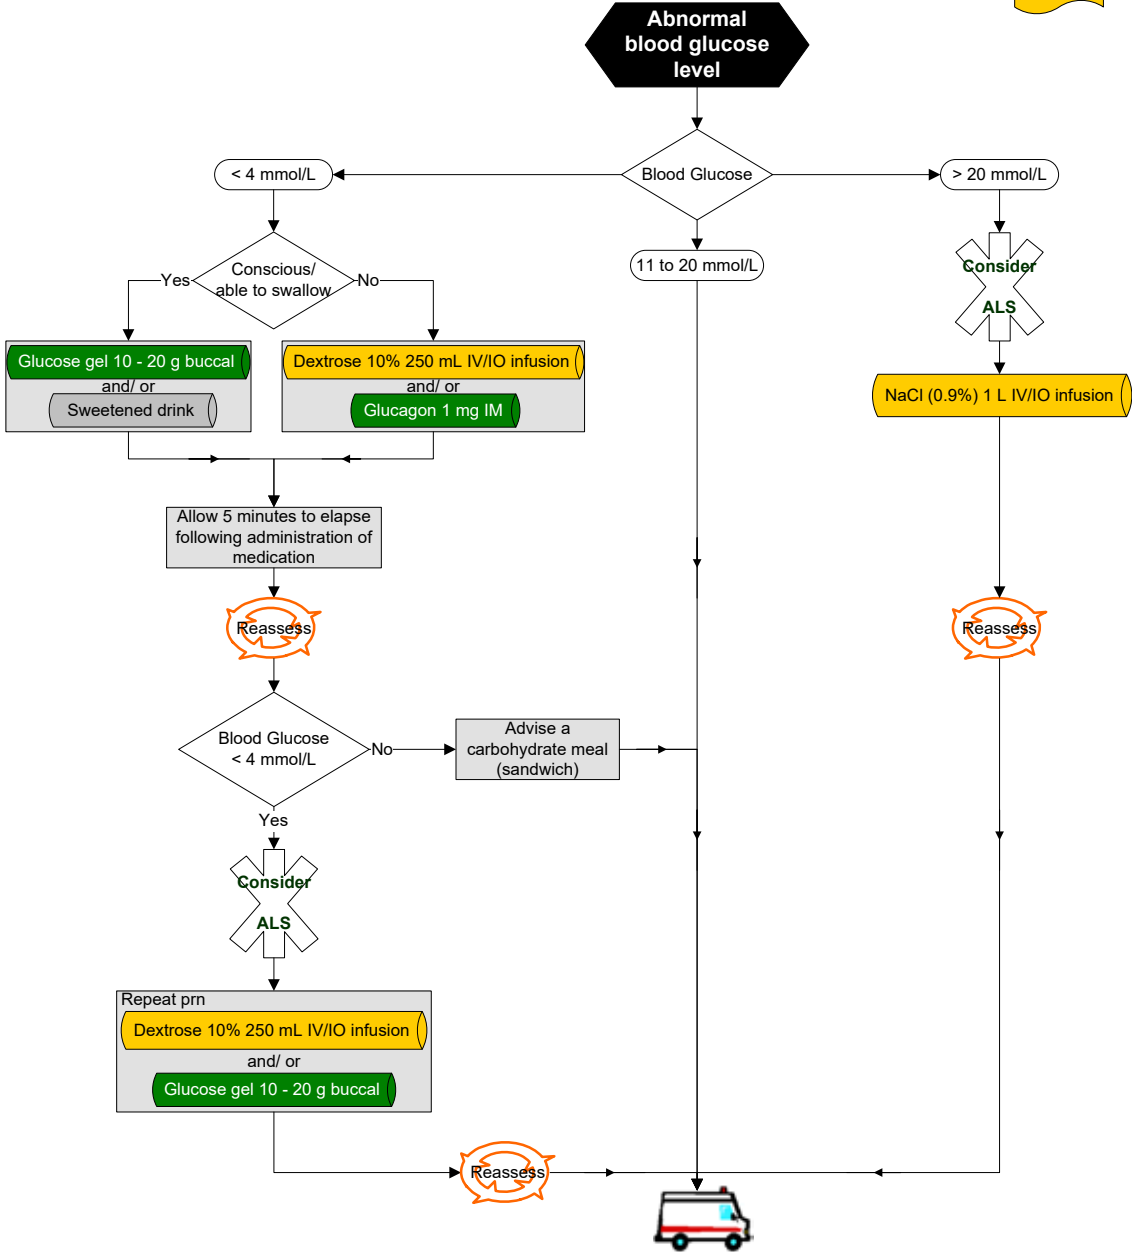 Abnormal
blood glucose
level
Blood Glucose
< 4 mmol/L
> 20 mmol/L
11 to 20 mmol/L
Conscious/
able to swallow
Yes
No
Consider
ALS
Glucose gel 10 - 20 g buccal
and/ or
Sweetened drink
Dextrose 10% 250 mL IV/IO infusion
and/ or
Glucagon 1 mg IM
NaCl (0.9%) 1 L IV/IO infusion
Allow 5 minutes to elapse
following administration of
medication
Reassess
Reassess
Blood Glucose
< 4 mmol/L
No
Advise a
carbohydrate meal
(sandwich)
Yes
Consider
ALS
Repeat prn
Dextrose 10% 250 mL IV/IO infusion
and/ or
Glucose gel 10 - 20 g buccal
Reassess